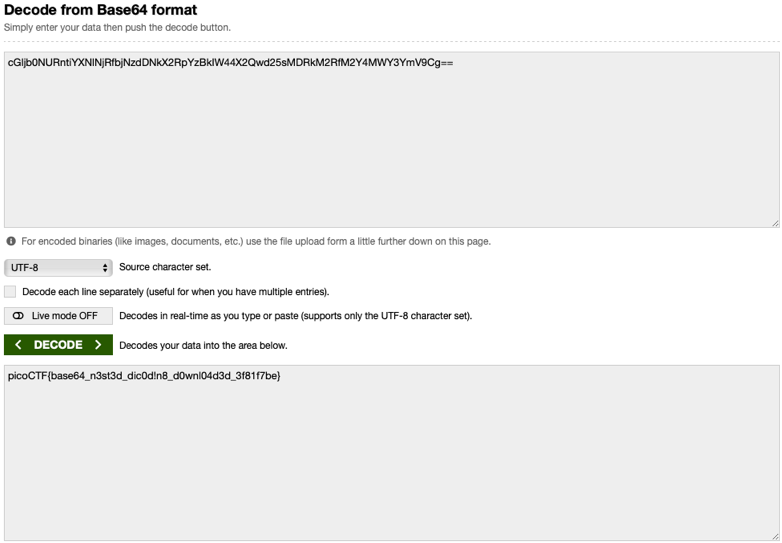 Decode from Base64 format
Simply enter your data then push the decode button.
cGljb0NURntiYXNlNjRfbjNzdDNkX2RpYzBkIW44X2Qwd25sMDRkM2RfM2Y4MWY3YmV9Cg==
For encoded binaries (like images, documents, etc.) use the file upload form a little further down on this page.
UTF-8 Source character set.
Decode each line separately (useful for when you have multiple entries).
Live mode OFF Decodes in real-time as you type or paste (supports only the UTF-8 character set).
< DECODE > Decodes your data into the area below.
picoCTF{base64_n3st3d_dic0d!n8_d0wnl04d3d_3f81f7be}